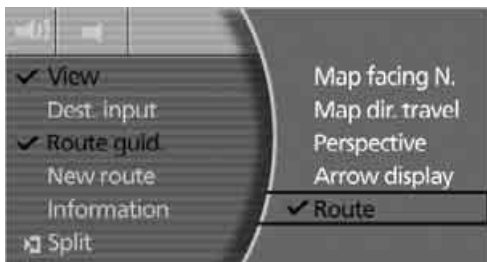 View
Dest. input
Route guid.
New route
Information
Split
Map facing N.
Map dir. travel
Perspective
Arrow display
Route